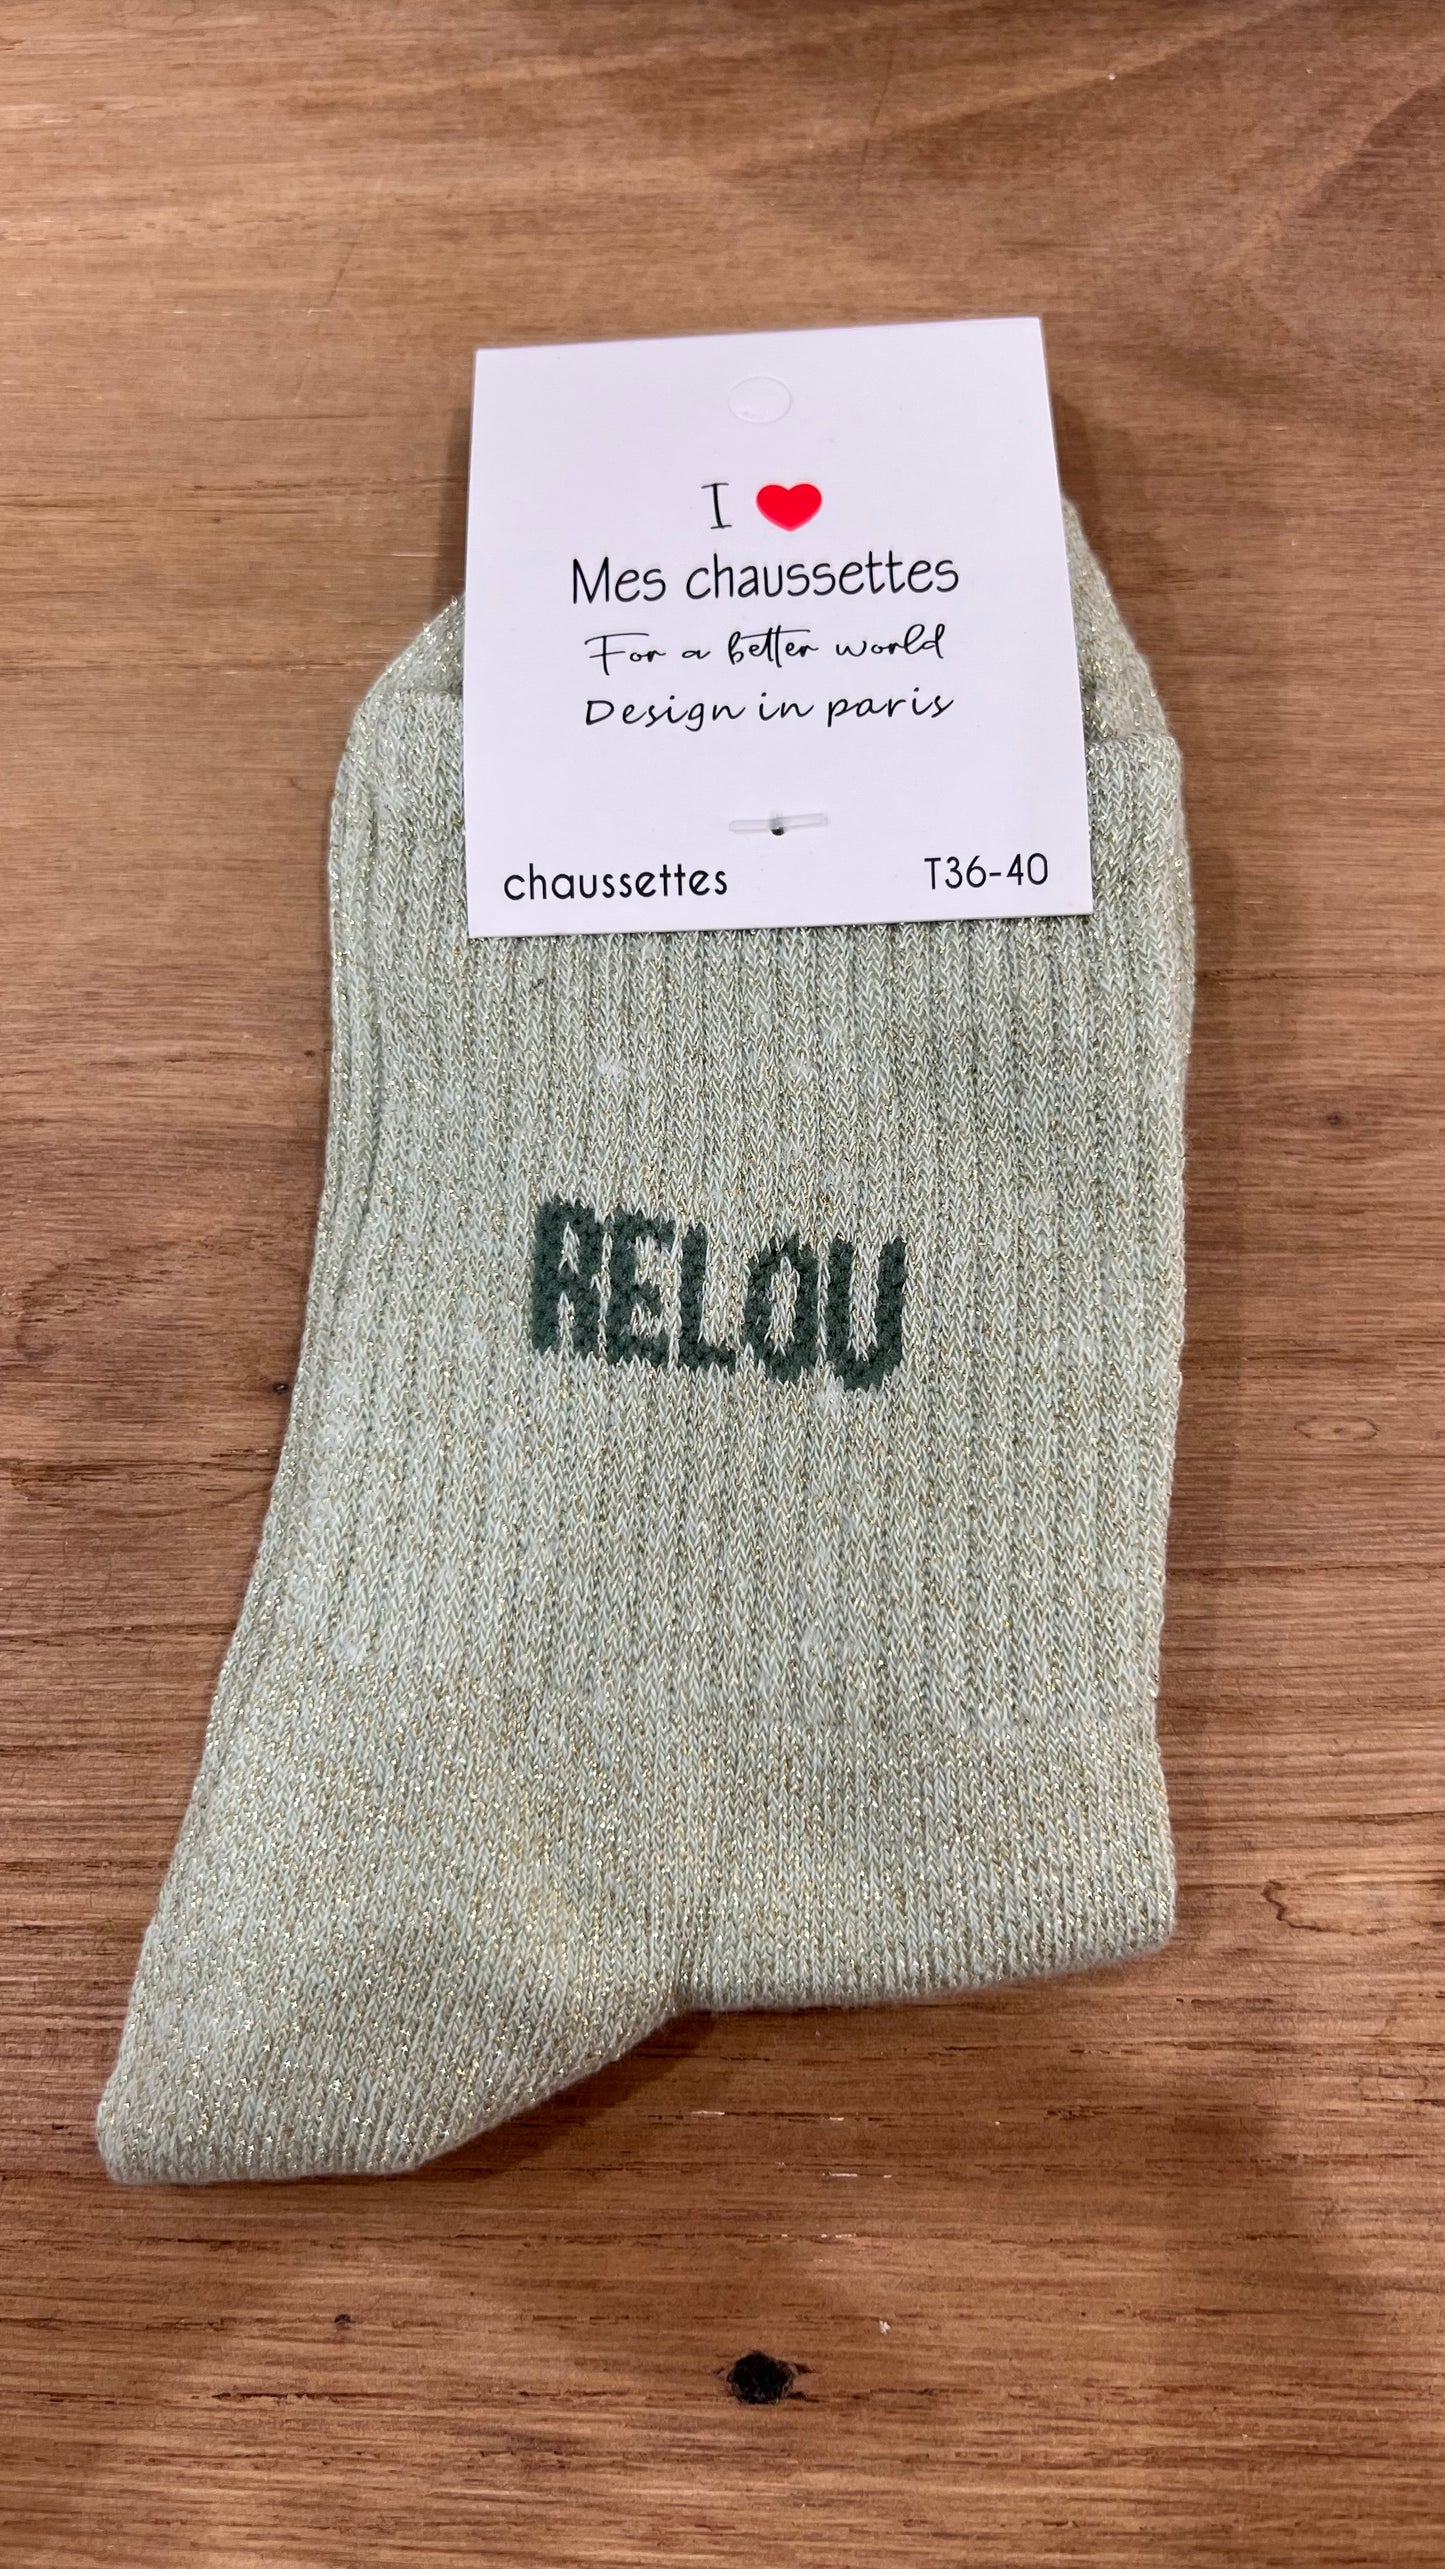 I ❤
Mes chaussettes
For a better world
Design in paris
chaussettes T36-40
RELOU